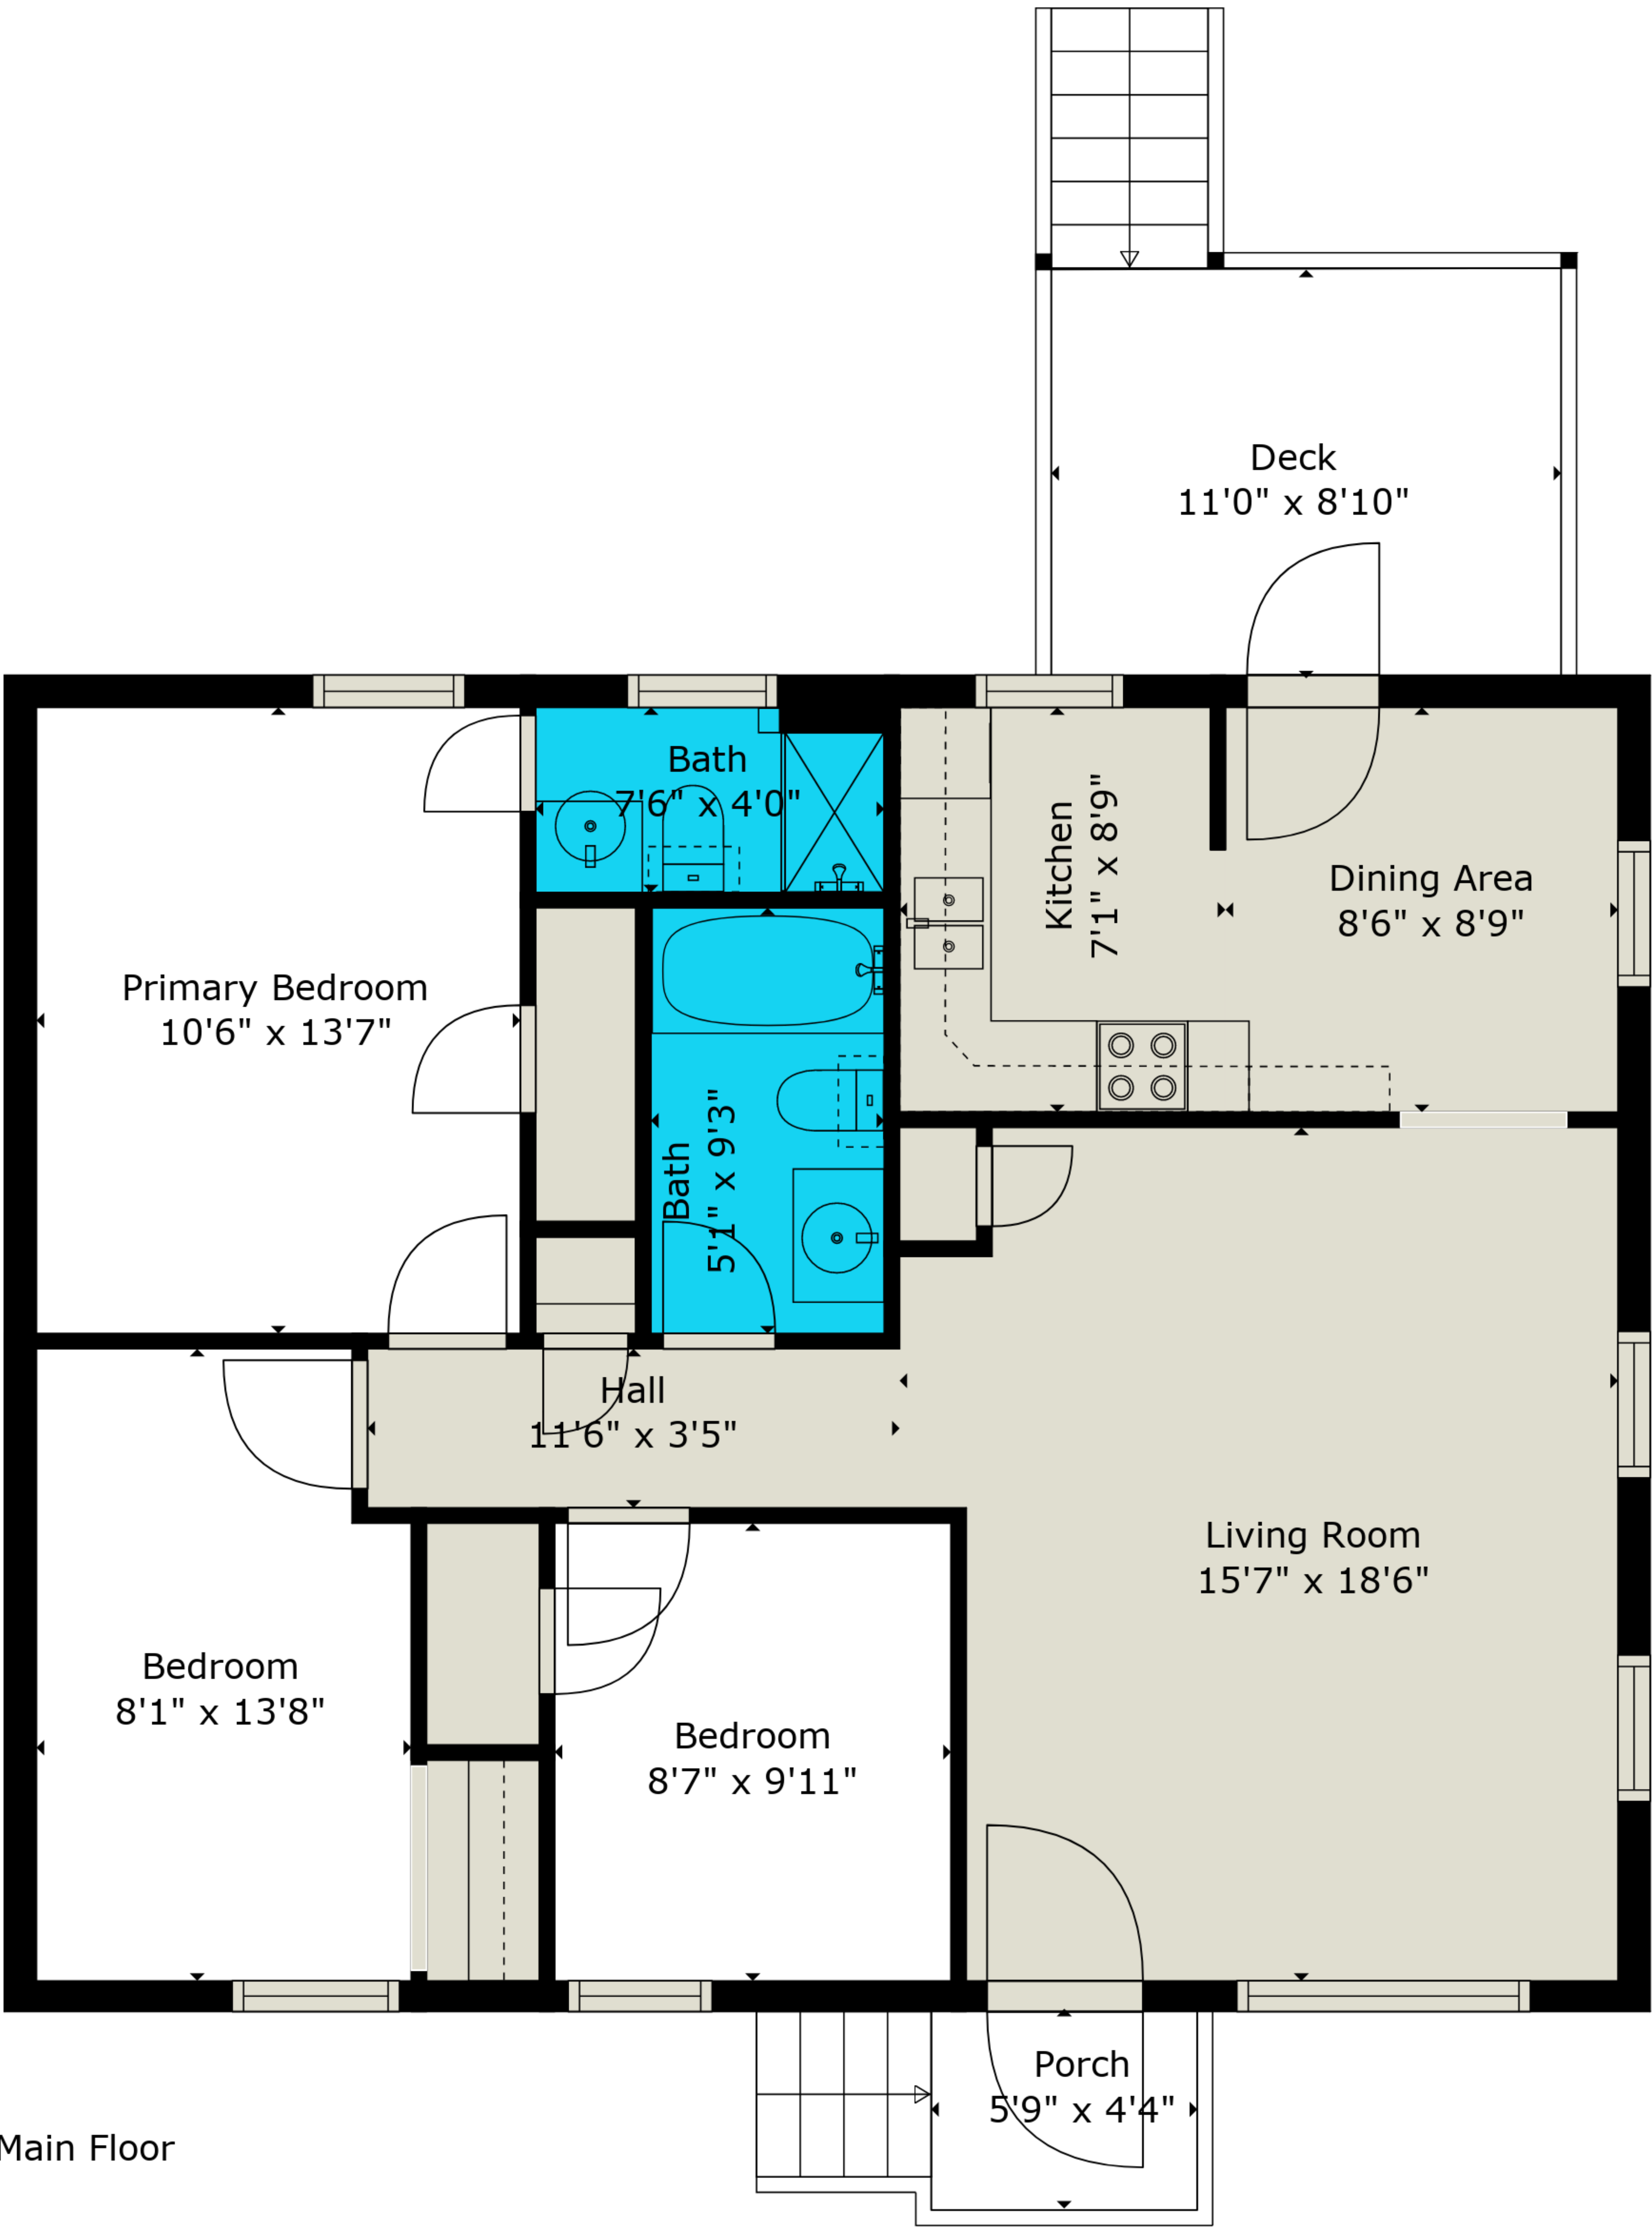 Deck
11'0" x 8'10"
Bath
7'6" x 4'0"
Kitchen
7'1" x 8'9"
Dining Area
8'6" x 8'9"
Primary Bedroom
10'6" x 13'7"
Bath
5'1" x 9'3"
Hall
11'6" x 3'5"
Living Room
15'7" x 18'6"
Bedroom
8'1" x 13'8"
Bedroom
8'7" x 9'11"
Porch
5'9" x 4'4"
Main Floor